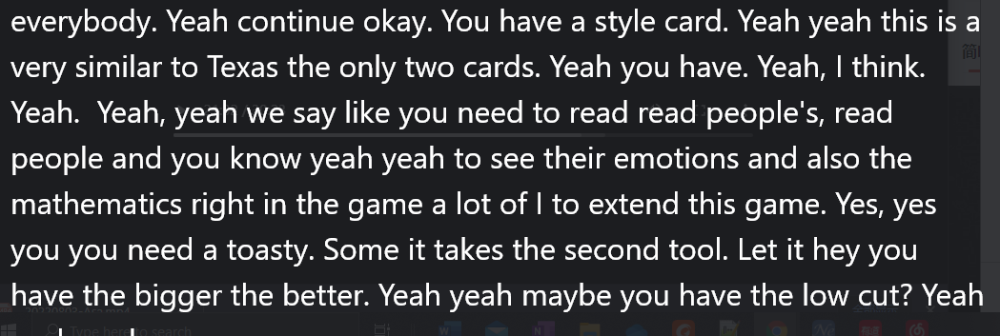 everybody. Yeah continue okay. You have a style card. Yeah yeah this is a
very similar to Texas the only two cards. Yeah you have. Yeah, I think.
Yeah.  Yeah, yeah we say like you need to read read people's, read
people and you know yeah yeah to see their emotions and also the
mathematics right in the game a lot of I to extend this game. Yes, yes
you you need a toasty. Some it takes the second tool. Let it hey you
have the bigger the better. Yeah yeah maybe you have the low cut? Yeah
Type here to search